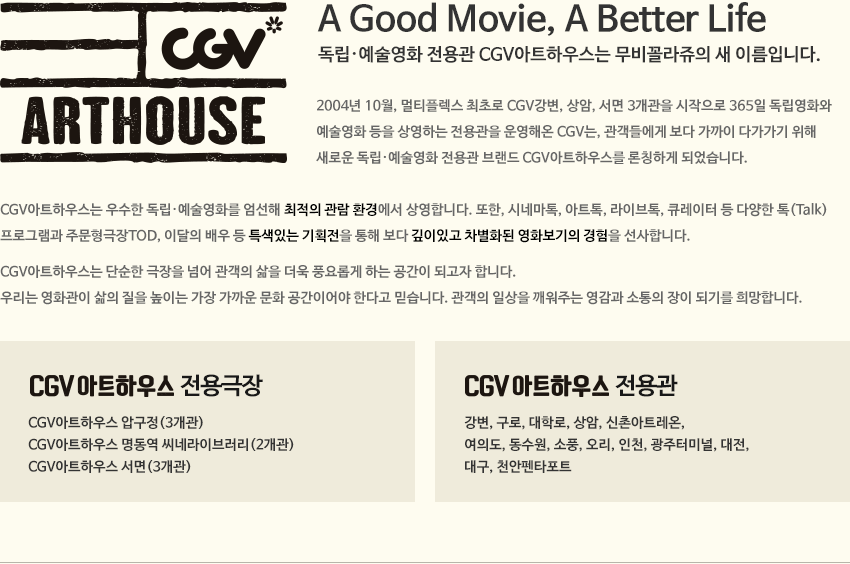 CGV
ARTHOUSE
A Good Movie, A Better Life
독립·예술영화 전용관 CGV아트하우스는 무비꼴라쥬의 새 이름입니다.
2004년 10월, 멀티플렉스 최초로 CGV강변, 상암, 서면 3개관을 시작으로 365일 독립영화와
예술영화 등을 상영하는 전용관을 운영해온 CGV는, 관객들에게 보다 가까이 다가가기 위해
새로운 독립·예술영화 전용관 브랜드 CGV아트하우스를 론칭하게 되었습니다.
CGV아트하우스는 우수한 독립·예술영화를 엄선해 최적의 관람 환경에서 상영합니다. 또한, 시네마톡, 아트톡, 라이브톡, 큐레이터 등 다양한 톡(Talk)
프로그램과 주문형극장TOD, 이달의 배우 등 특색있는 기획전을 통해 보다 깊이있고 차별화된 영화보기의 경험을 선사합니다.
CGV아트하우스는 단순한 극장을 넘어 관객의 삶을 더욱 풍요롭게 하는 공간이 되고자 합니다.
우리는 영화관이 삶의 질을 높이는 가장 가까운 문화 공간이어야 한다고 믿습니다. 관객의 일상을 깨워주는 영감과 소통의 장이 되기를 희망합니다.
CGV아트하우스 전용극장
CGV아트하우스 압구정(3개관)
CGV아트하우스 명동역 씨네라이브러리(2개관)
CGV아트하우스 서면(3개관)
CGV아트하우스 전용관
강변, 구로, 대학로, 상암, 신촌아트레온,
여의도, 동수원, 소풍, 오리, 인천, 광주터미널, 대전,
대구, 천안펜타포트